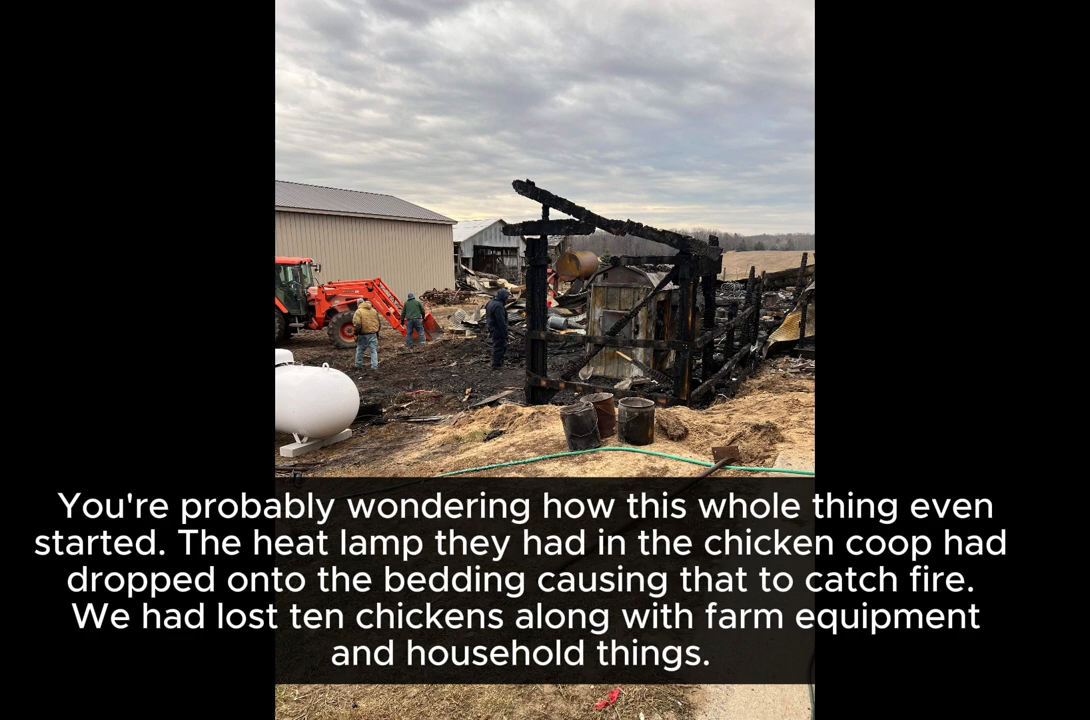 You're probably wondering how this whole thing even
started. The heat lamp they had in the chicken coop had
dropped onto the bedding causing that to catch fire.
We had lost ten chickens along with farm equipment
and household things.